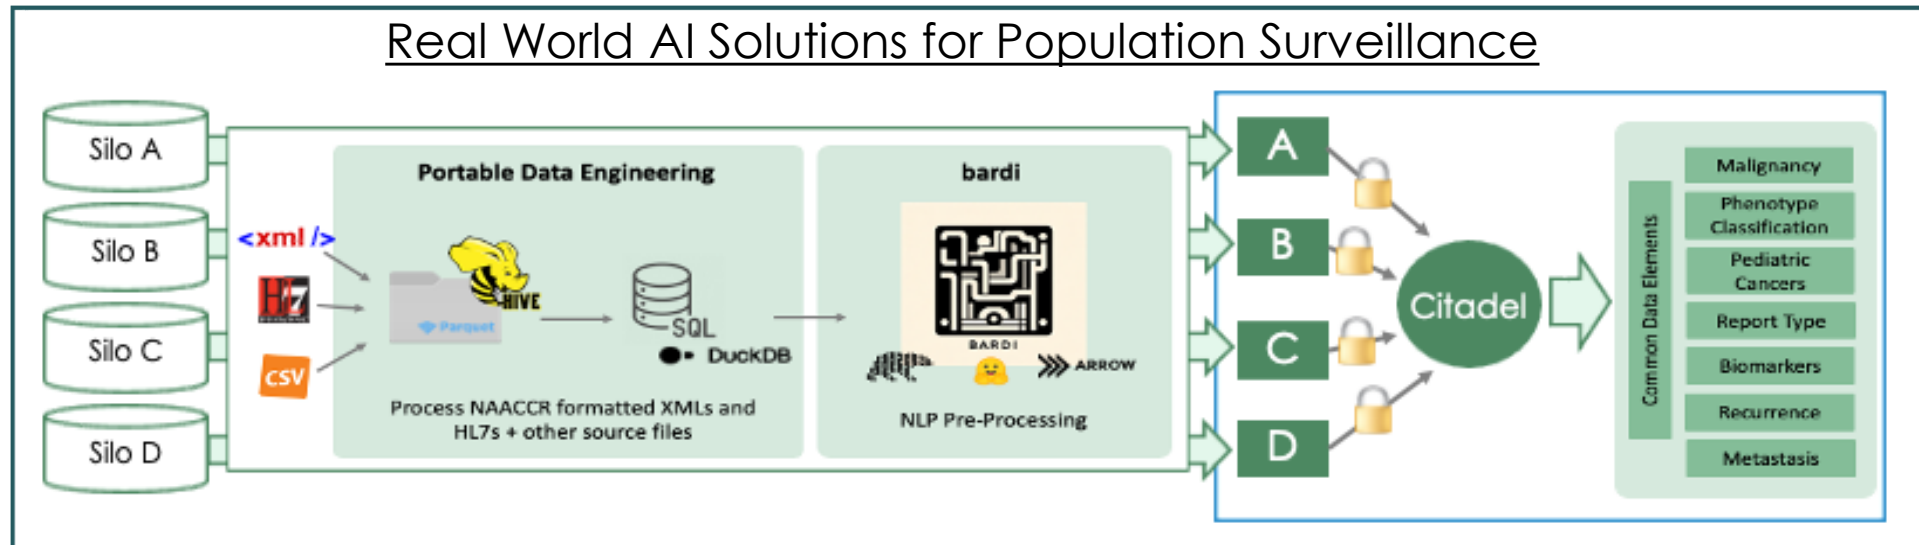 Real World AI Solutions for Population Surveillance
Silo A
Silo B
Silo C
Silo D
<xml />
HL7
CSV
Portable Data Engineering
HIVE
Parquet
SQL
DuckDB
Process NAACCR formatted XMLs and
HL7s + other source files
bardi
BARDI
ARROW
NLP Pre-Processing
A
B
C
D
Citadel
Common Data Elements
Malignancy
Phenotype
Classification
Pediatric
Cancers
Report Type
Biomarkers
Recurrence
Metastasis